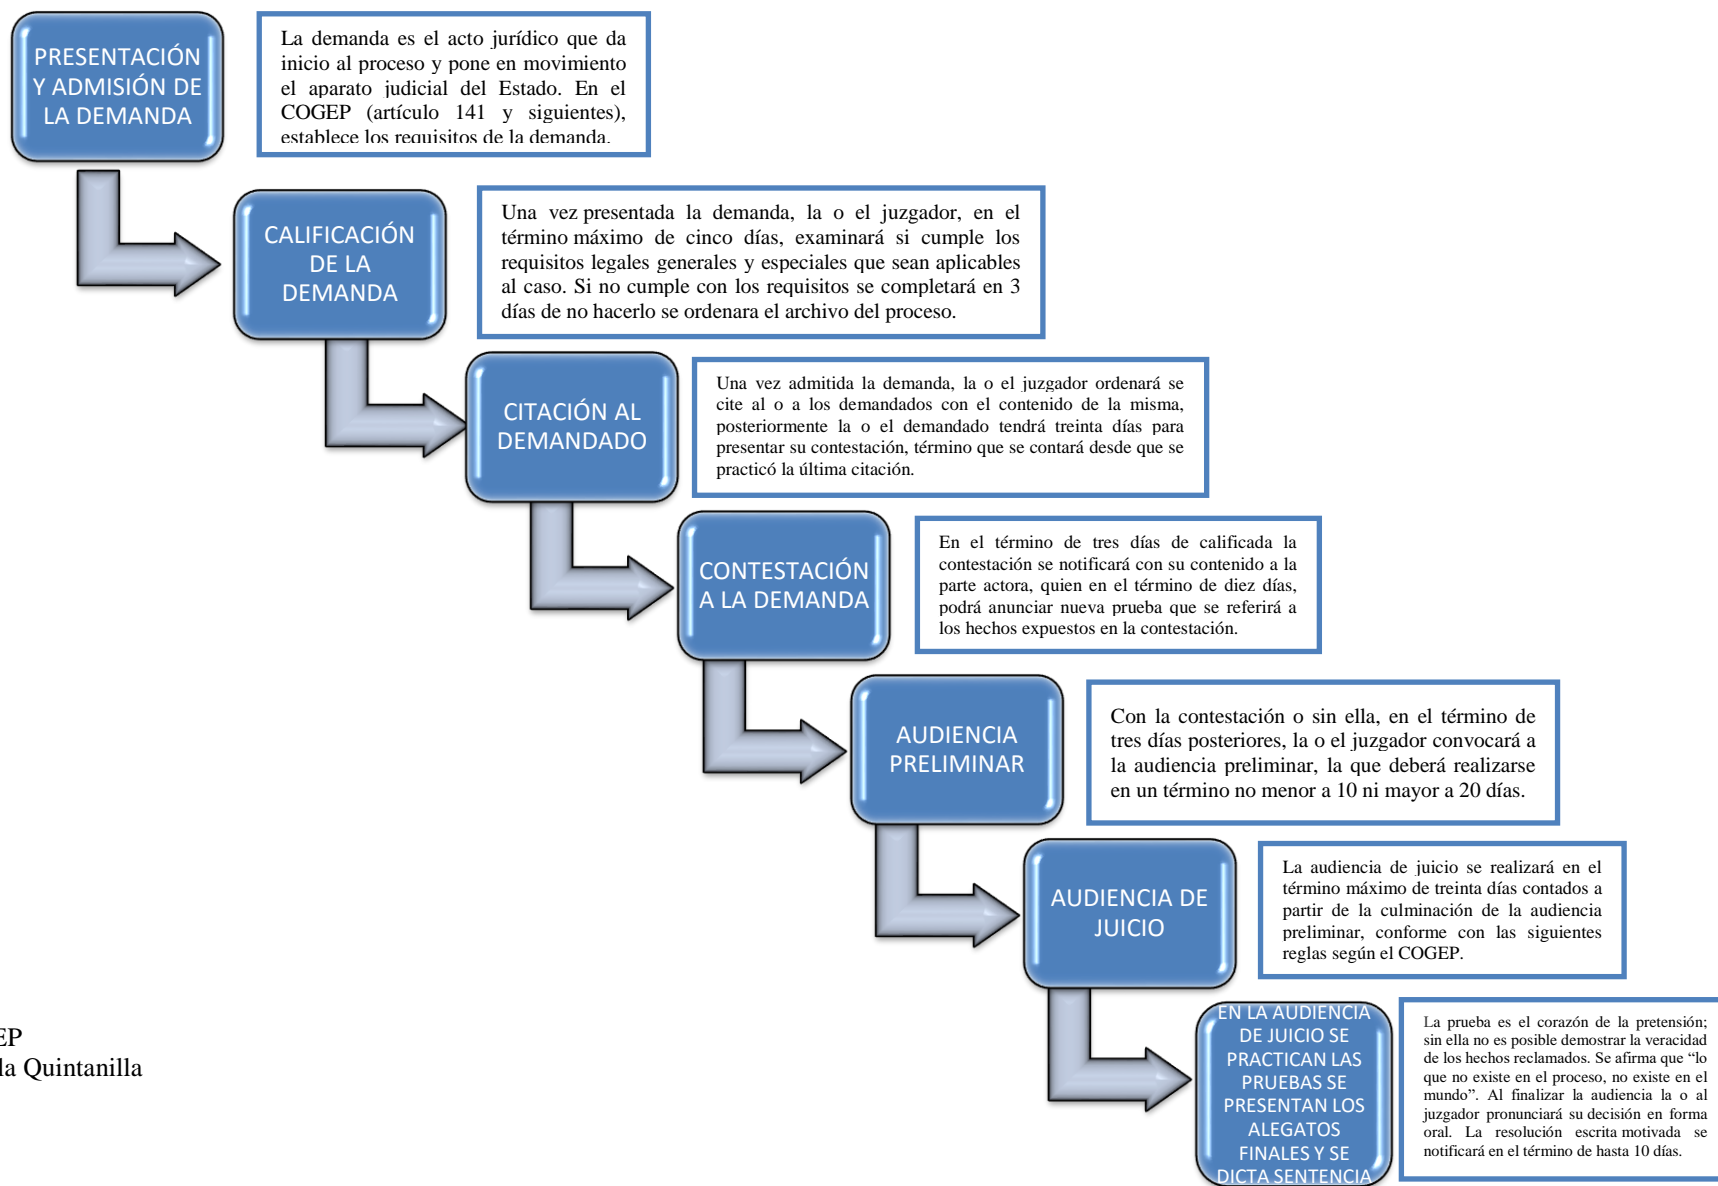 PRESENTACIÓN
Y ADMISIÓN DE
LA DEMANDA
La demanda es el acto jurídico que da
inicio al proceso y pone en movimiento
el aparato judicial del Estado. En el
COGEP (artículo 141 y siguientes),
establece los requisitos de la demanda.
CALIFICACIÓN
DE LA
DEMANDA
Una vez presentada la demanda, la o el juzgador, en el
término máximo de cinco días, examinará si cumple los
requisitos legales generales y especiales que sean aplicables
al caso. Si no cumple con los requisitos se completará en 3
días de no hacerlo se ordenara el archivo del proceso.
CITACIÓN AL
DEMANDADO
Una vez admitida la demanda, la o el juzgador ordenará se
cite al o a los demandados con el contenido de la misma,
posteriormente la o el demandado tendrá treinta días para
presentar su contestación, término que se contará desde que se
practicó la última citación.
CONTESTACIÓN
A LA DEMANDA
En el término de tres días de calificada la
contestación se notificará con su contenido a la
parte actora, quien en el término de diez días,
podrá anunciar nueva prueba que se referirá a
los hechos expuestos en la contestación.
AUDIENCIA
PRELIMINAR
Con la contestación o sin ella, en el término de
tres días posteriores, la o el juzgador convocará a
la audiencia preliminar, la que deberá realizarse
en un término no menor a 10 ni mayor a 20 días.
AUDIENCIA DE
JUICIO
La audiencia de juicio se realizará en el
término máximo de treinta días contados a
partir de la culminación de la audiencia
preliminar, conforme con las siguientes
reglas según el COGEP.
EN LA AUDIENCIA
DE JUICIO SE
PRACTICAN LAS
PRUEBAS SE
PRESENTAN LOS
ALEGATOS
FINALES Y SE
DICTA SENTENCIA
La prueba es el corazón de la pretensión;
sin ella no es posible demostrar la veracidad
de los hechos reclamados. Se afirma que “lo
que no existe en el proceso, no existe en el
mundo”. Al finalizar la audiencia la o al
juzgador pronunciará su decisión en forma
oral. La resolución escrita motivada se
notificará en el término de hasta 10 días.
EP
la Quintanilla